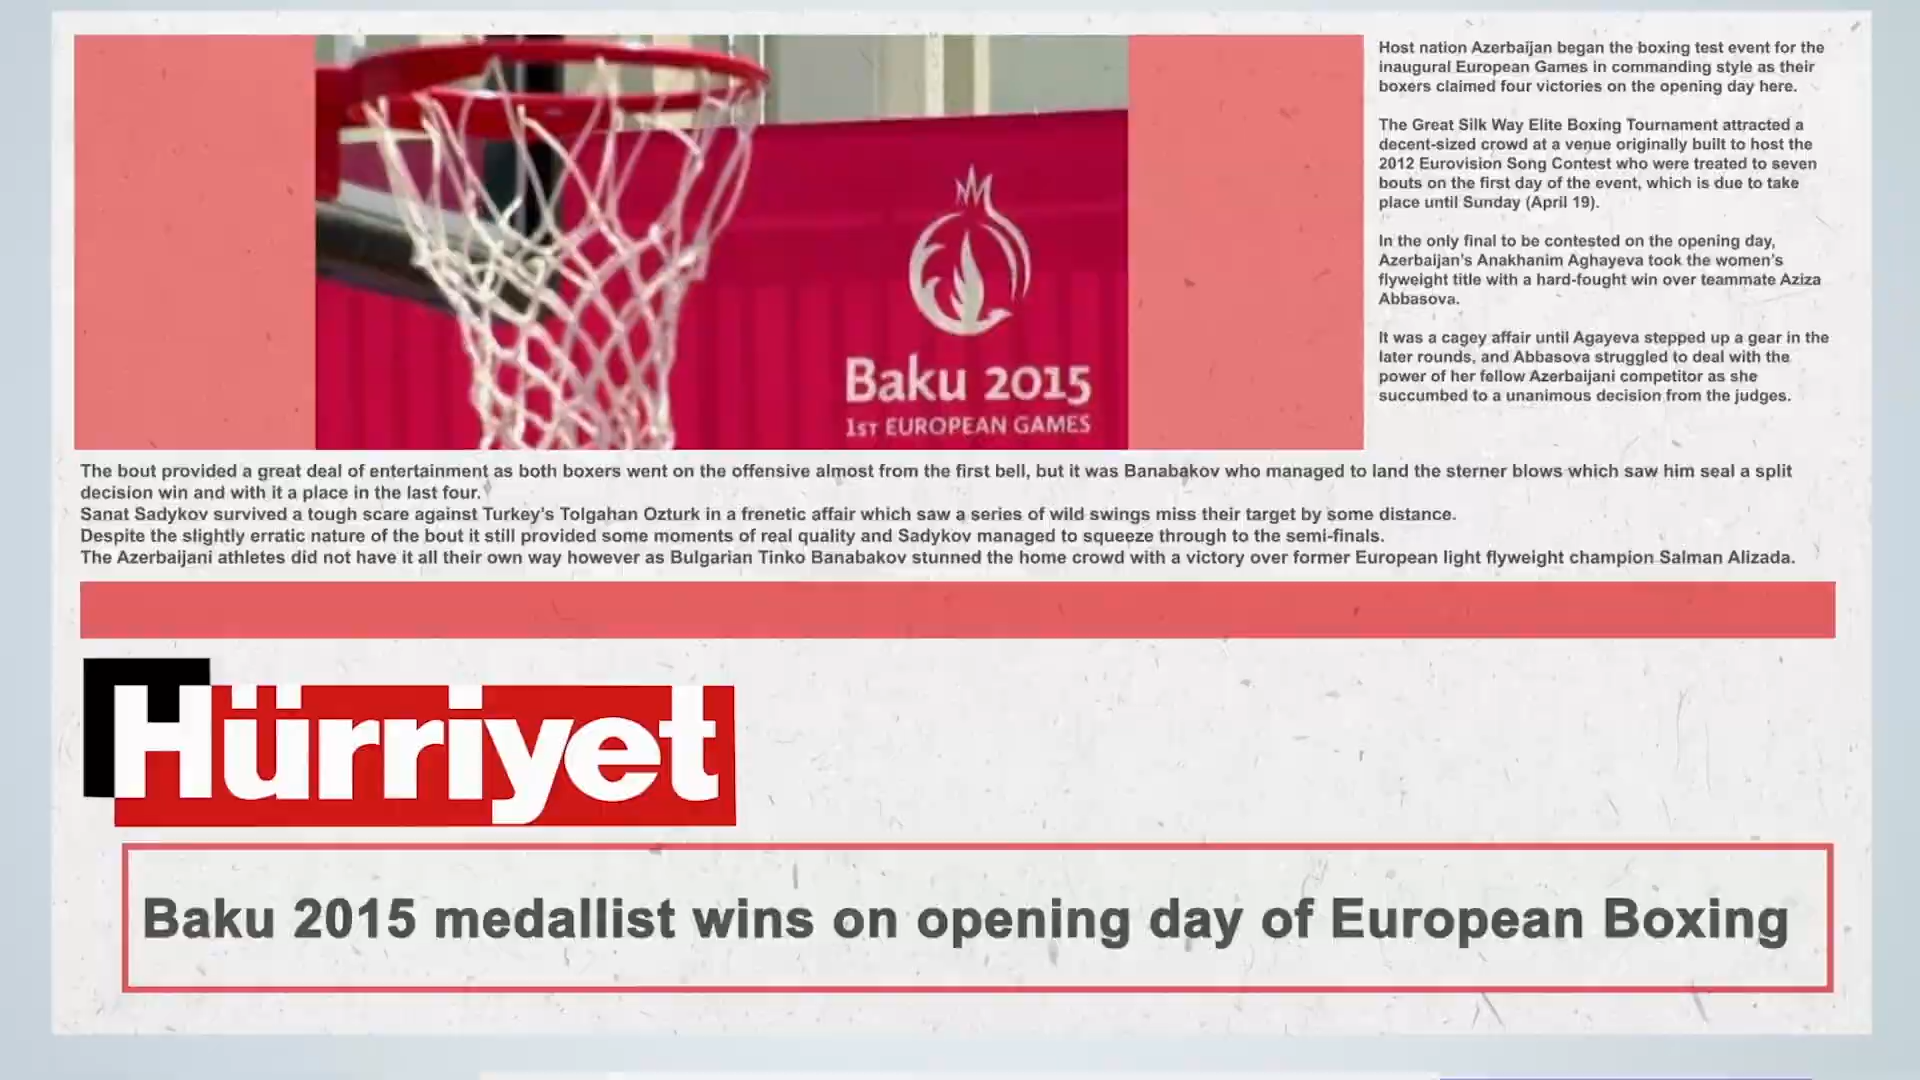 Baku 2015
1ST EUROPEAN GAMES
Host nation Azerbaijan began the boxing test event for the
inaugural European Games in commanding style as their
boxers claimed four victories on the opening day here.
The Great Silk Way Elite Boxing Tournament attracted a
decent-sized crowd at a venue originally built to host the
2012 Eurovision Song Contest who were treated to seven
bouts on the first day of the event, which is due to take
place until Sunday (April 19).
In the only final to be contested on the opening day,
Azerbaijan's Anakhanim Aghayeva took the women's
flyweight title with a hard-fought win over teammate Aziza
Abbasova.
It was a cagey affair until Agayeva stepped up a gear in the
later rounds, and Abbasova struggled to deal with the
power of her fellow Azerbaijani competitor as she
succumbed to a unanimous decision from the judges.
The bout provided a great deal of entertainment as both boxers went on the offensive almost from the first bell, but it was Banabakov who managed to land the sterner blows which saw him seal a split
decision win and with it a place in the last four.
Sanat Sadykov survived a tough scare against Turkey's Tolgahan Ozturk in a frenetic affair which saw a series of wild swings miss their target by some distance.
Despite the slightly erratic nature of the bout it still provided some moments of real quality and Sadykov managed to squeeze through to the semi-finals.
The Azerbaijani athletes did not have it all their own way however as Bulgarian Tinko Banabakov stunned the home crowd with a victory over former European light flyweight champion Salman Alizada.
Hürriyet
Baku 2015 medallist wins on opening day of European Boxing